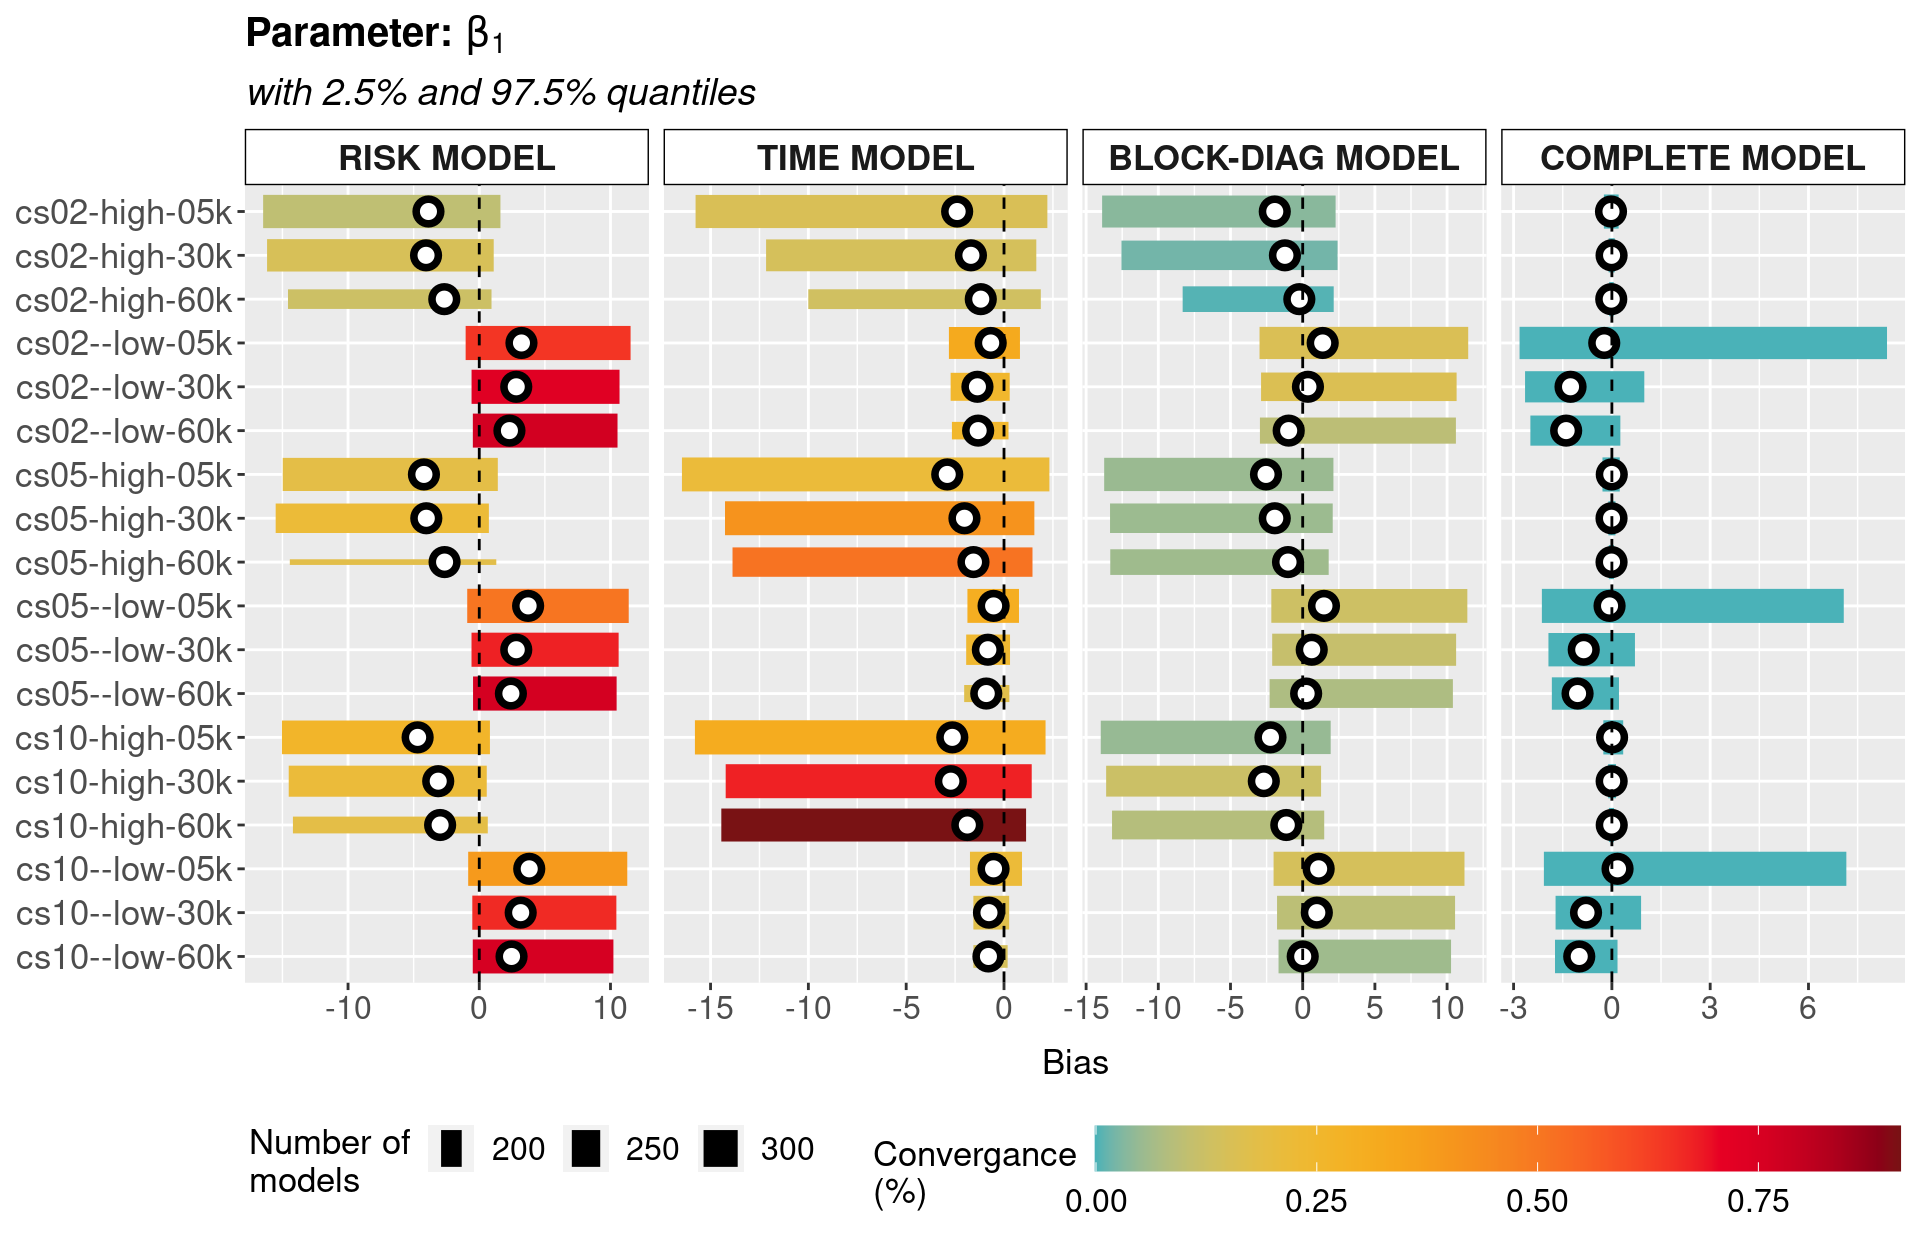 Parameter: β₁
with 2.5% and 97.5% quantiles
RISK MODEL TIME MODEL BLOCK-DIAG MODEL COMPLETE MODEL
cs02-high-05k
cs02-high-30k
cs02-high-60k
cs02--low-05k
cs02--low-30k
cs02--low-60k
cs05-high-05k
cs05-high-30k
cs05-high-60k
cs05--low-05k
cs05--low-30k
cs05--low-60k
cs10-high-05k
cs10-high-30k
cs10-high-60k
cs10--low-05k
cs10--low-30k
cs10--low-60k
-10 0 10 -15 -10 -5 0 -15 -10 -5 0 5 10 -3 0 3 6
Bias
Number of models 200 250 300
Convergance (%) 0.00 0.25 0.50 0.75